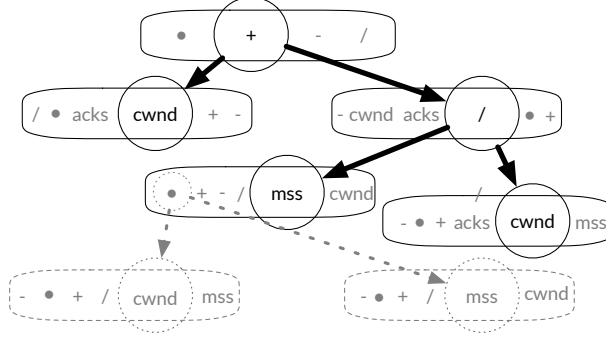 • + - /
/ • acks cwnd + -
- cwnd acks / • +
• + - / mss cwnd
/
- • + acks cwnd mss
- • + / cwnd mss
- • + / mss cwnd